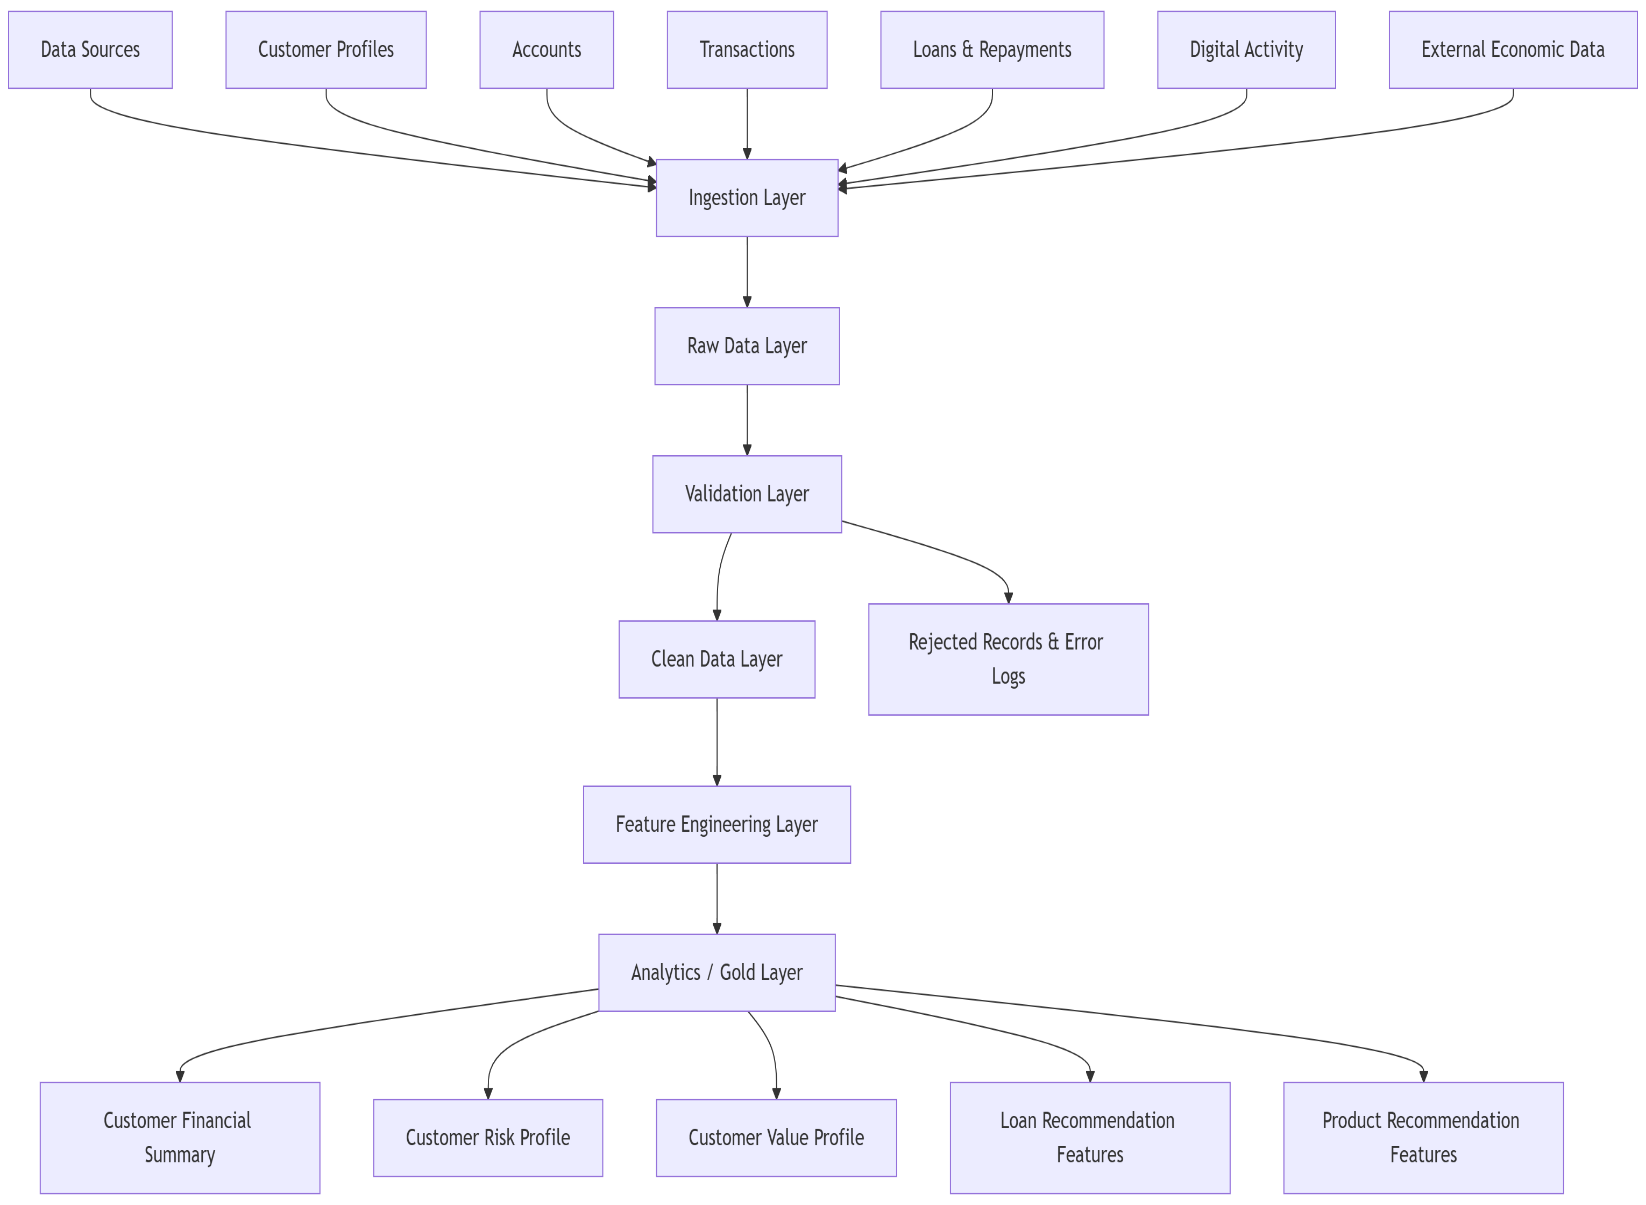 Data Sources
Customer Profiles
Accounts
Transactions
Loans & Repayments
Digital Activity
External Economic Data
Ingestion Layer
Raw Data Layer
Validation Layer
Clean Data Layer
Rejected Records & Error
Logs
Feature Engineering Layer
Analytics / Gold Layer
Customer Financial
Summary
Customer Risk Profile
Customer Value Profile
Loan Recommendation
Features
Product Recommendation
Features